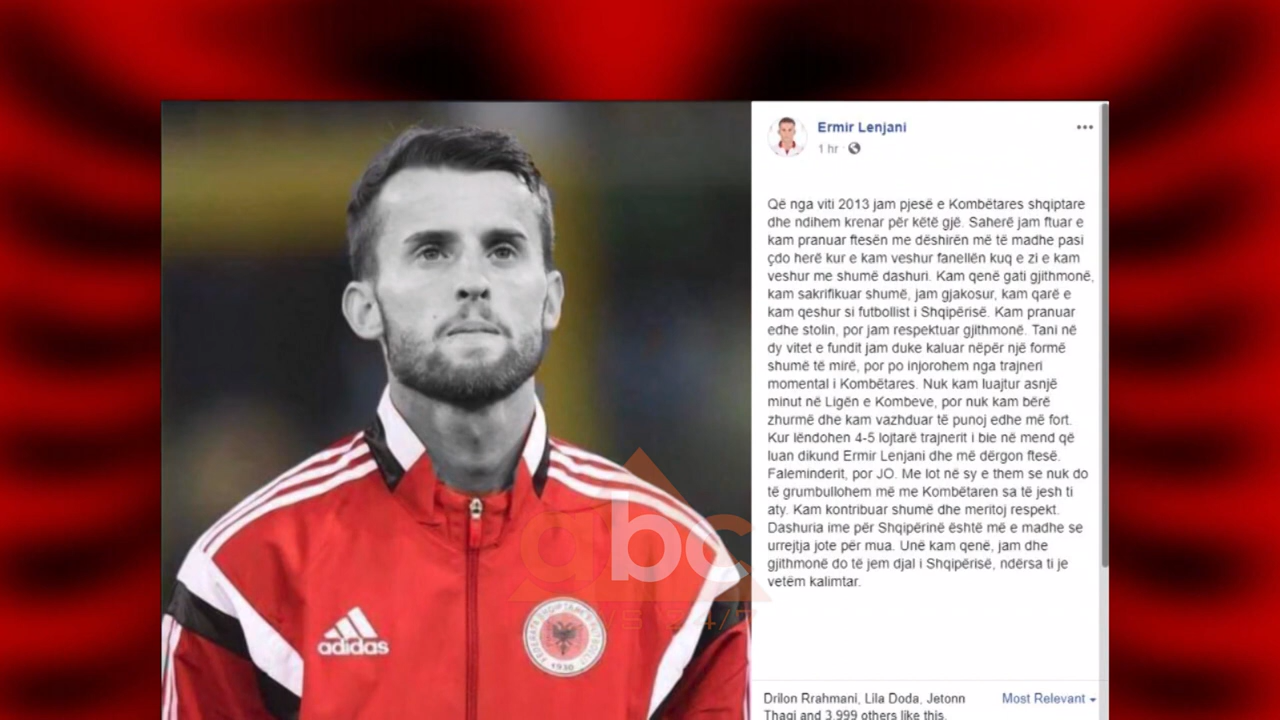 Ermir Lenjani
1 hr
Që nga viti 2013 jam pjesë e Kombëtares shqiptare
dhe ndihem krenar për këtë gjë. Saherë jam ftuar e
kam pranuar ftesën me dëshirën më të madhe pasi
çdo herë kur e kam veshur fanellën kuq e zi e kam
veshur me shumë dashuri. Kam qenë gati gjithmonë,
kam sakrifikuar shumë, jam gjakosur, kam qarë e
kam qeshur si futbollist i Shqipërisë. Kam pranuar
edhe stolin, por jam respektuar gjithmonë. Tani në
dy vitet e fundit jam duke kaluar nëpër një formë
shumë të mirë, por po injorohem nga trajneri
momental i Kombëtares. Nuk kam luajtur asnjë
minut në Ligën e Kombeve, por nuk kam bërë
zhurmë dhe kam vazhduar të punoj edhe më fort.
Kur lëndohen 4-5 lojtarë trajnerit i bie në mend që
luan dikund Ermir Lenjani dhe më dërgon ftesë.
Faleminderit, por JO. Me lot në sy e them se nuk do
të grumbullohem më me Kombëtaren sa të jesh ti
aty. Kam kontribuar shumë dhe meritoj respekt.
Dashuria ime për Shqipërinë është më e madhe se
urrejtja jote për mua. Unë kam qenë, jam dhe
gjithmonë do të jem djal i Shqipërisë, ndërsa ti je
vetëm kalimtar.
Drilon Rrahmani, Lila Doda, Jetonn
Thaqi and 3,999 others like this.
Most Relevant
abc
24/7
adidas
FEDERATA SHQIPTARE E FUTBOLLIT
1930